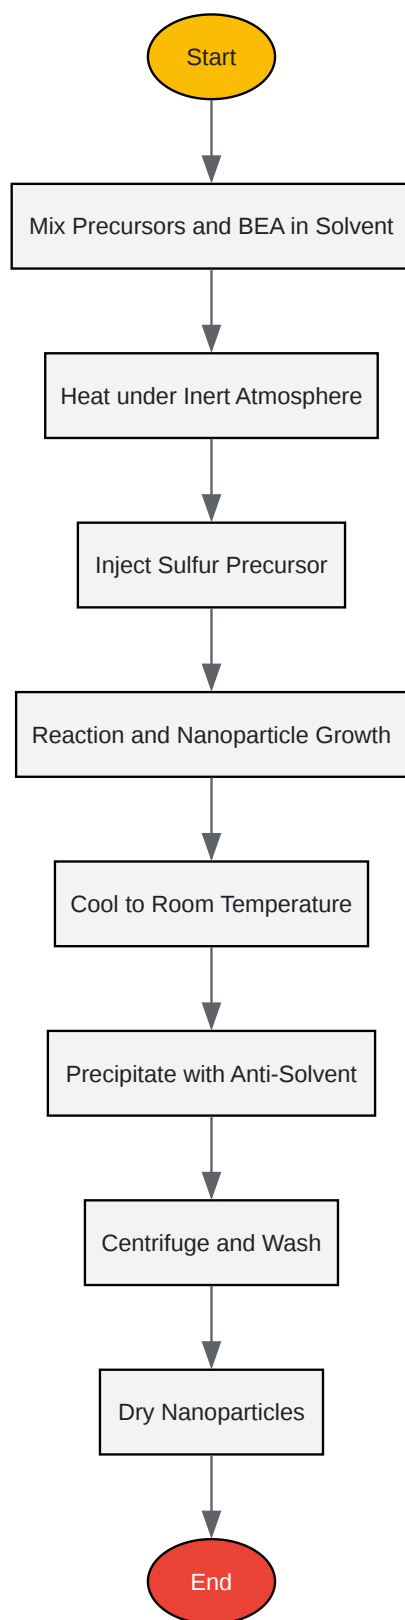 Start
Mix Precursors and BEA in Solvent
Heat under Inert Atmosphere
Inject Sulfur Precursor
Reaction and Nanoparticle Growth
Cool to Room Temperature
Precipitate with Anti-Solvent
Centrifuge and Wash
Dry Nanoparticles
End